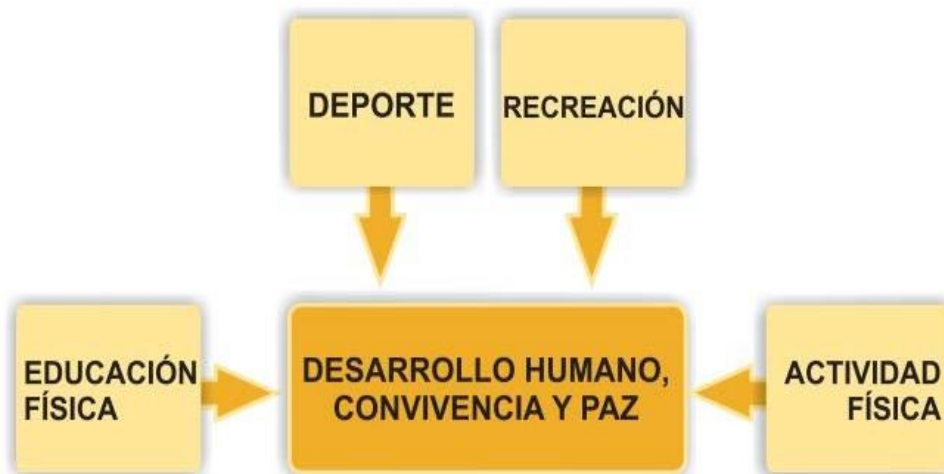 DEPORTE
RECREACIÓN
EDUCACIÓN
FÍSICA
DESARROLLO HUMANO,
CONVIVENCIA Y PAZ
ACTIVIDAD
FÍSICA